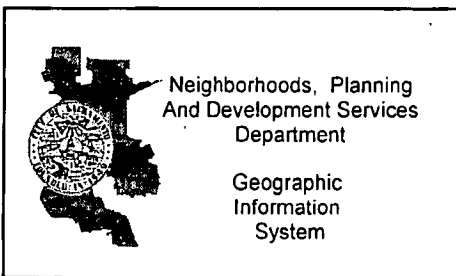 Neighborhoods, Planning
And Development Services
Department
Geographic
Information
System